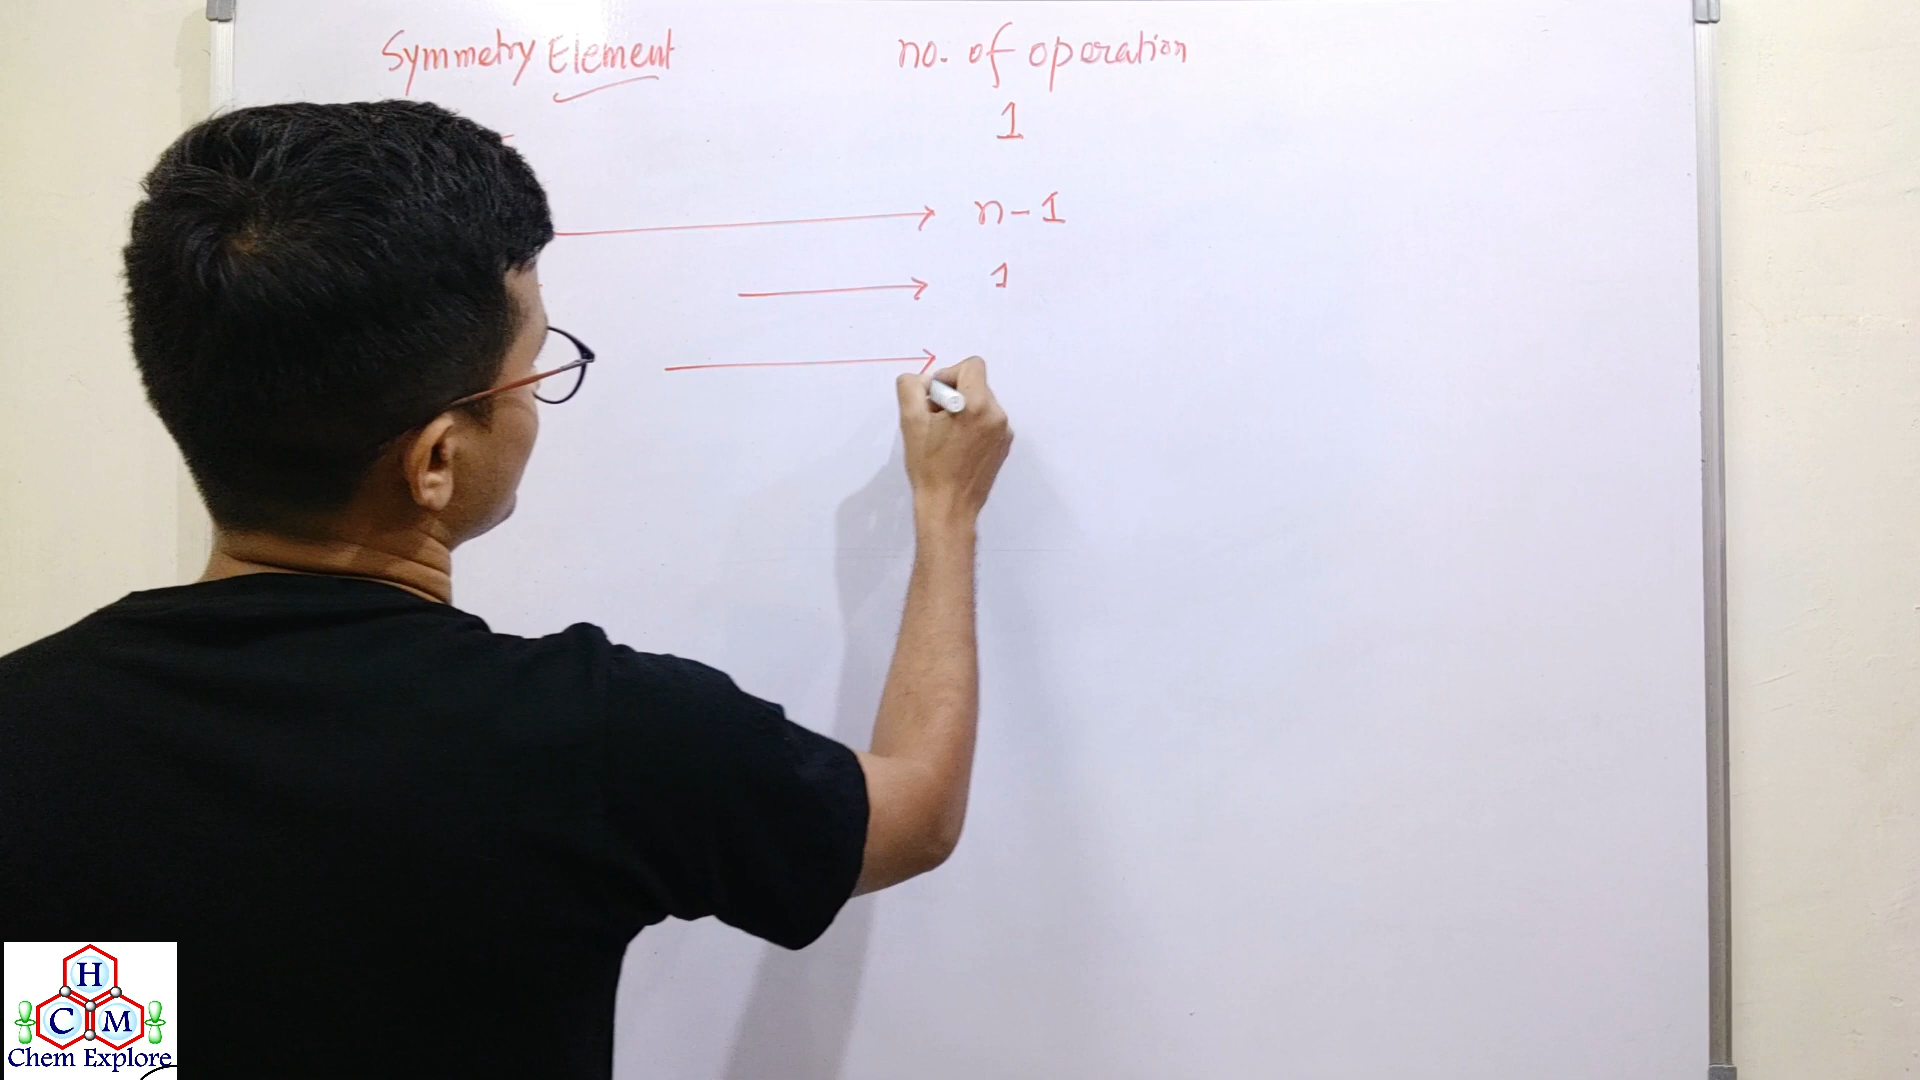 Symmetry Element no. of operation
1
→ n-1
→ 1
→
H
C M
Chem Explore